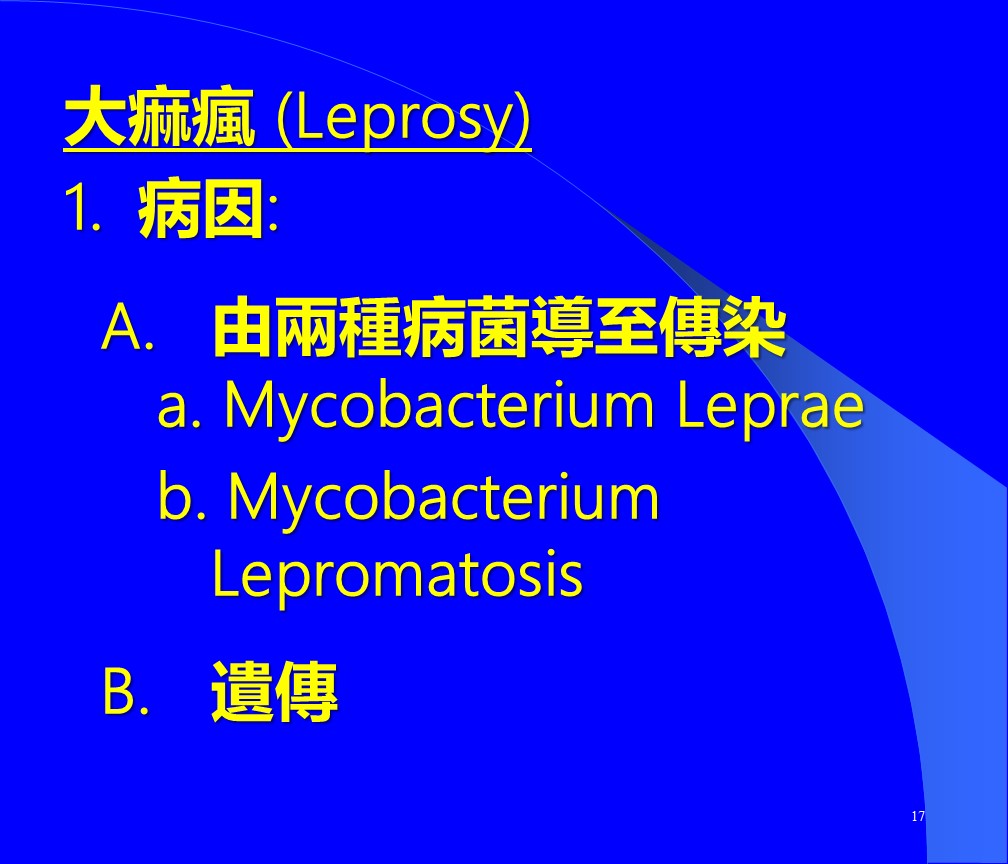 大痲瘋 (Leprosy)
1. 病因:
A. 由兩種病菌導至傳染
a. Mycobacterium Leprae
b. Mycobacterium
Lepromatosis
B. 遺傳
17